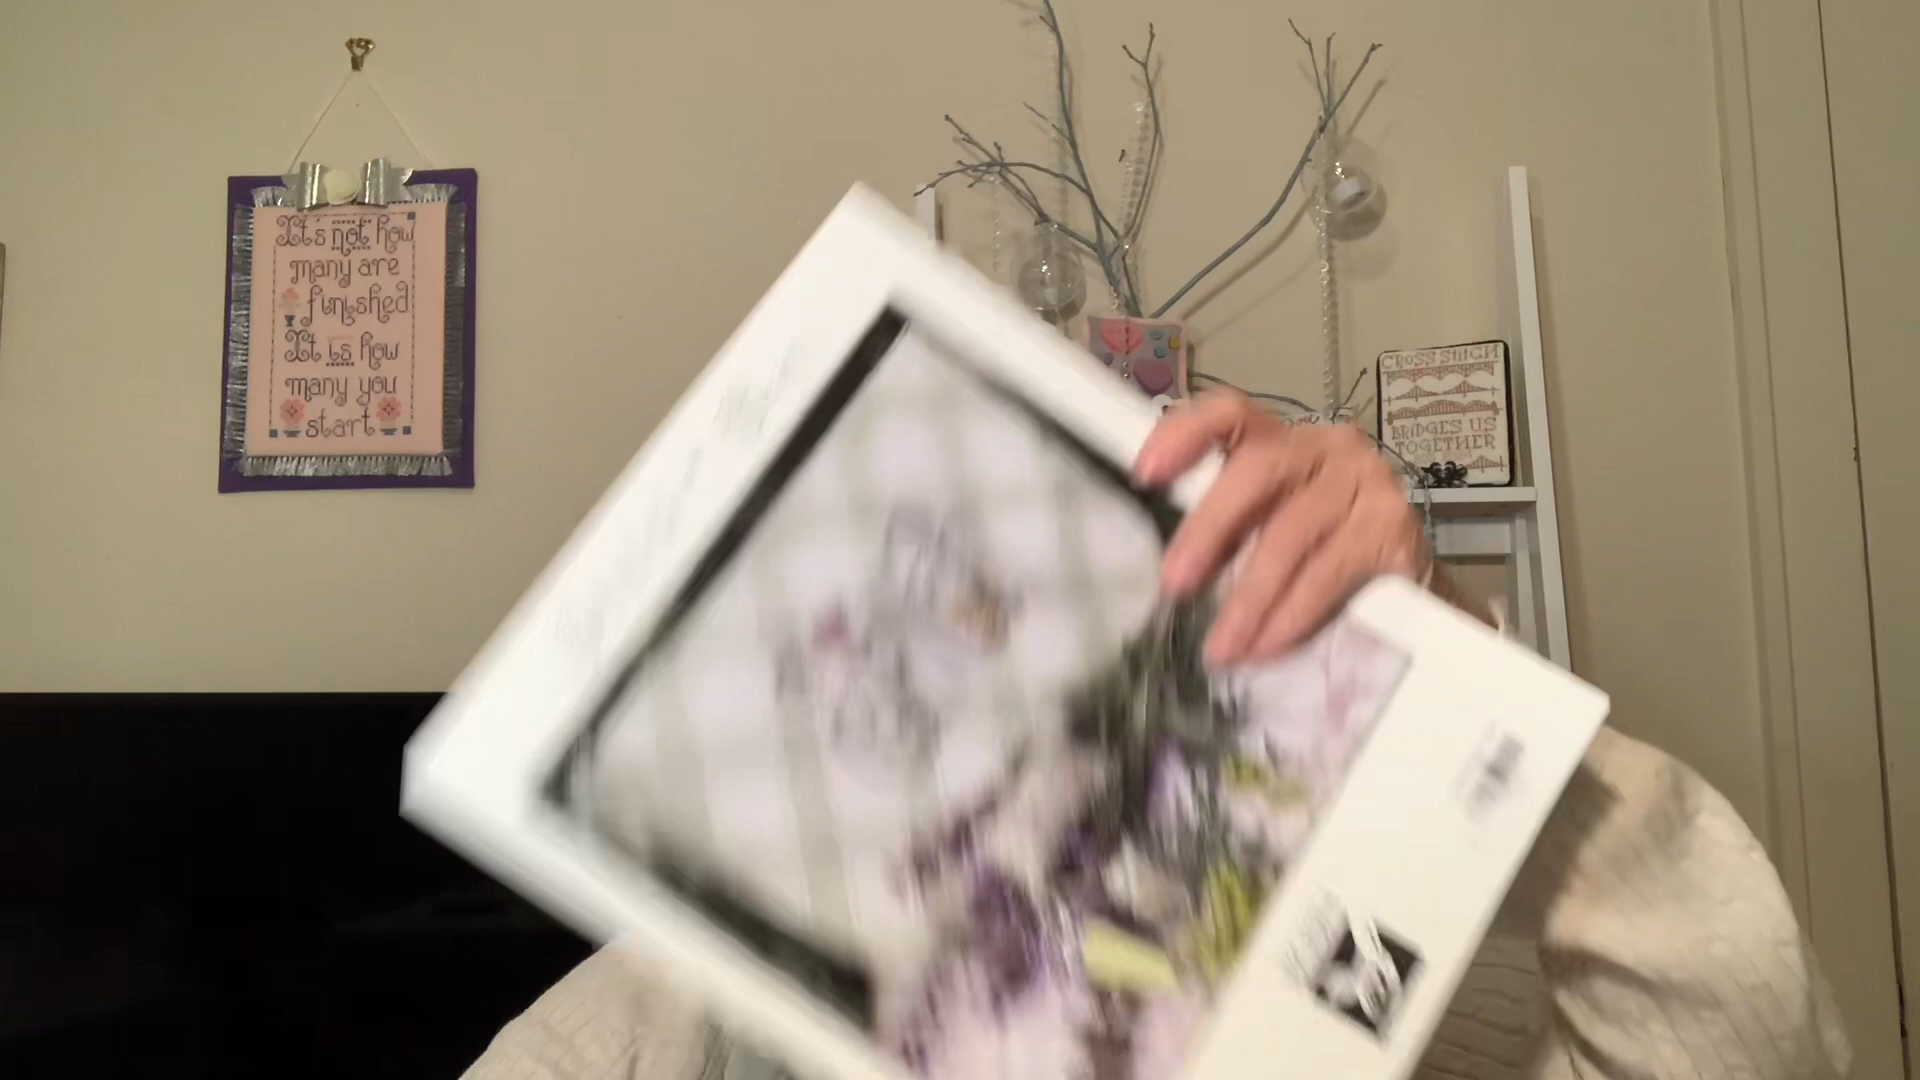 It's not how
many are
finished
It is how
many you
start
CROSS STITCH
BRIDGES US
TOGETHER